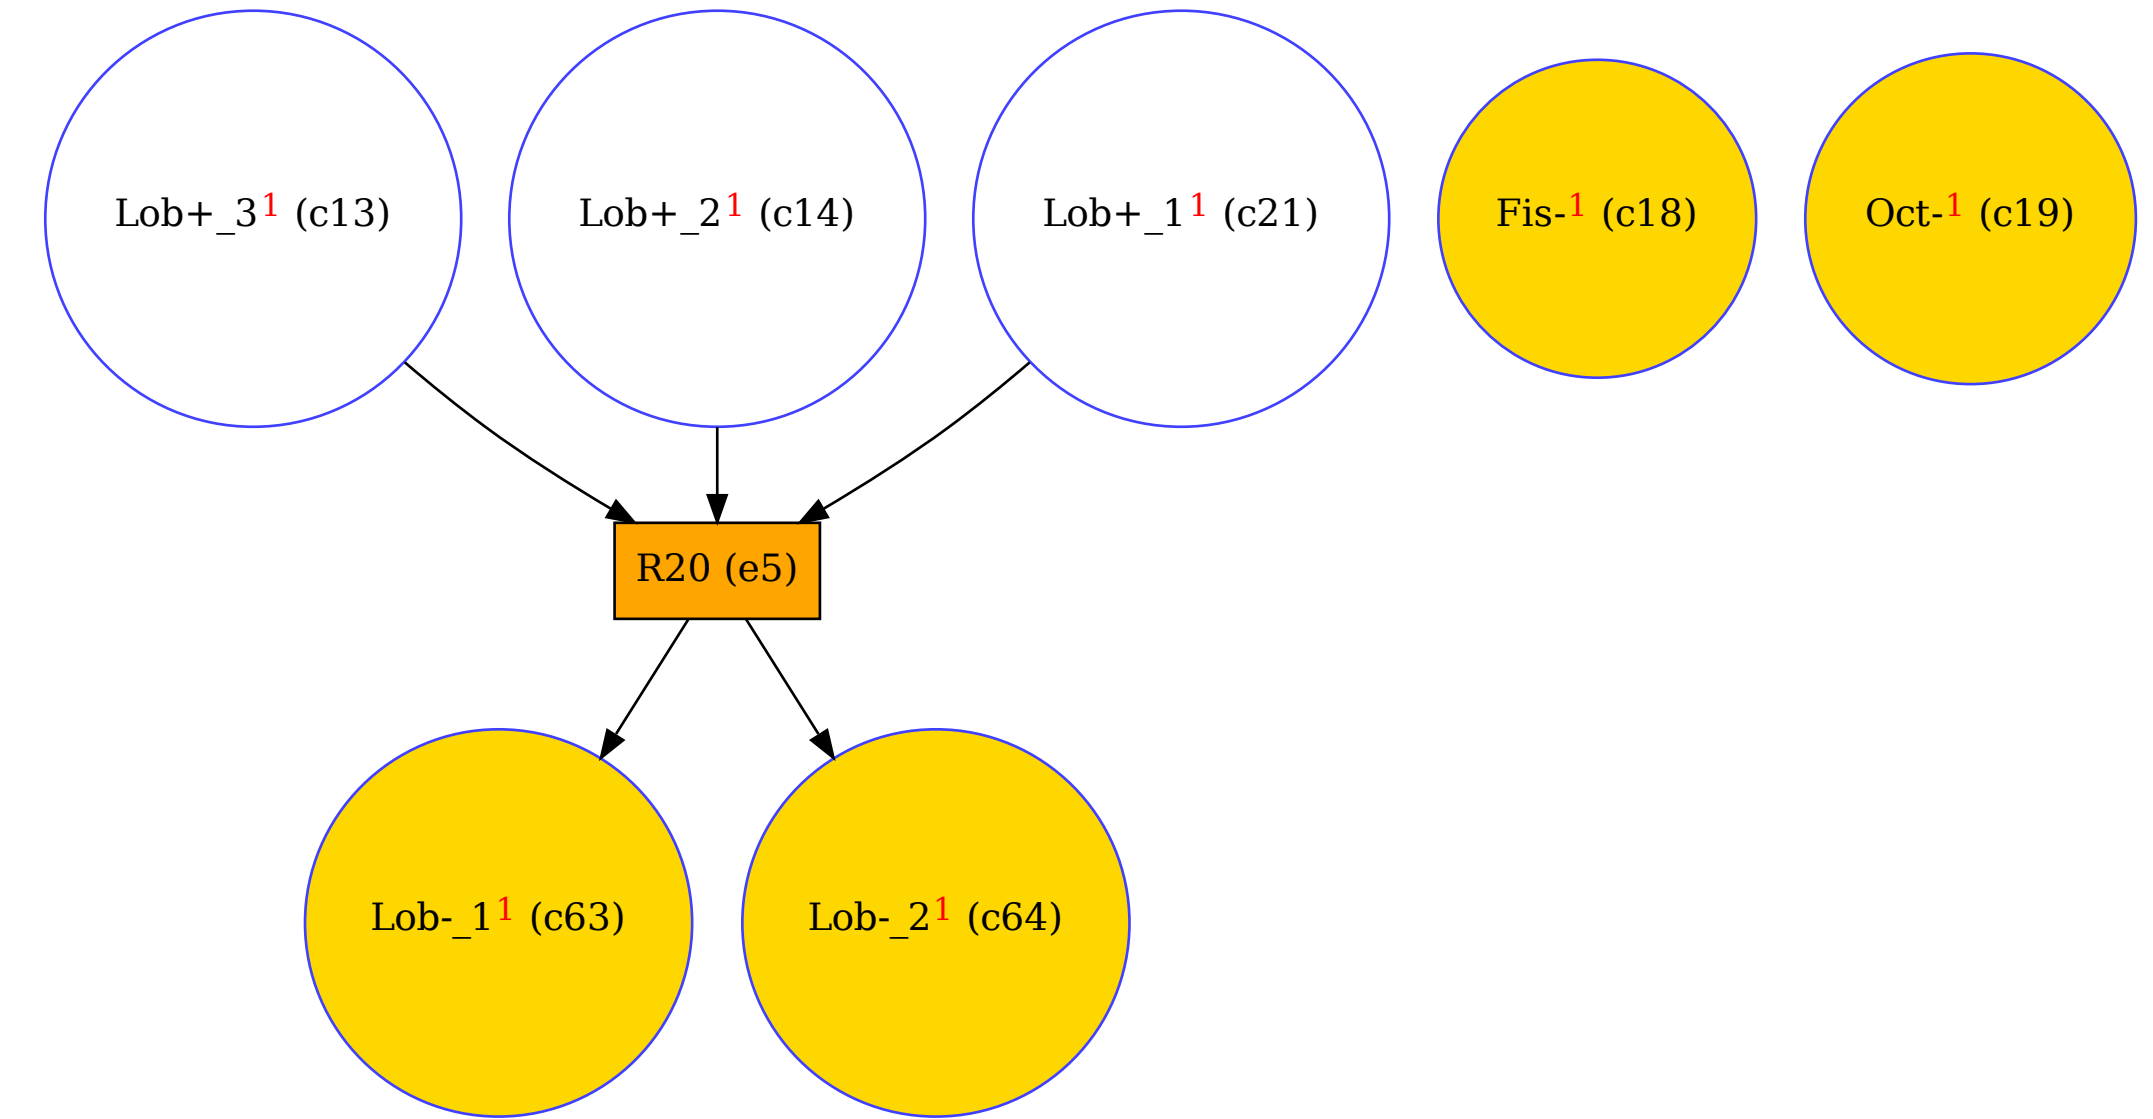 Lob+_3¹ (c13)
Lob+_2¹ (c14)
Lob+_1¹ (c21)
Fis-¹ (c18)
Oct-¹ (c19)
R20 (e5)
Lob-_1¹ (c63)
Lob-_2¹ (c64)